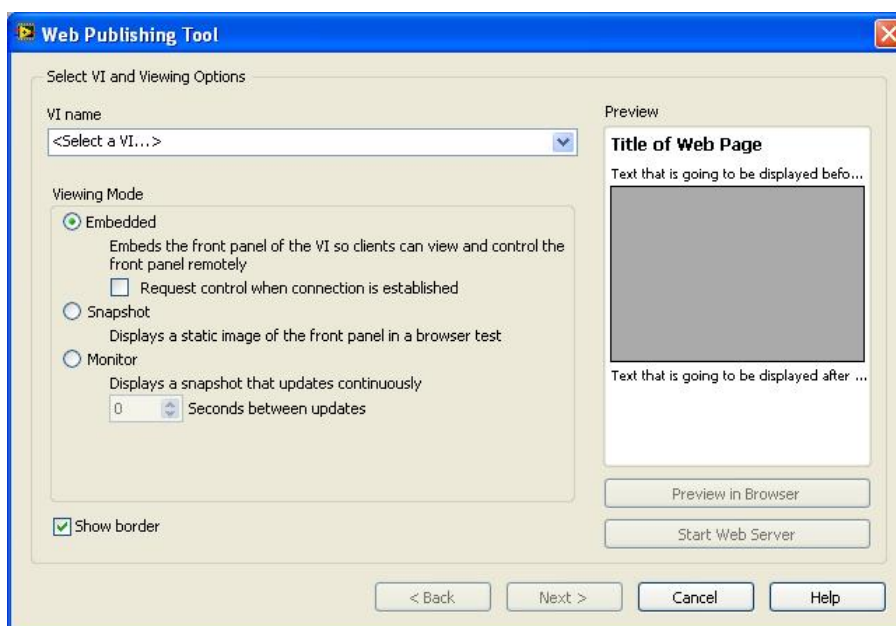 Web Publishing Tool
Select VI and Viewing Options
VI name
<Select a VI...>
Viewing Mode
Embedded
Embeds the front panel of the VI so clients can view and control the
front panel remotely
Request control when connection is established
Snapshot
Displays a static image of the front panel in a browser test
Monitor
Displays a snapshot that updates continuously
0 Seconds between updates
Show border
Preview
Title of Web Page
Text that is going to be displayed befo...
Text that is going to be displayed after ...
Preview in Browser
Start Web Server
< Back Next > Cancel Help